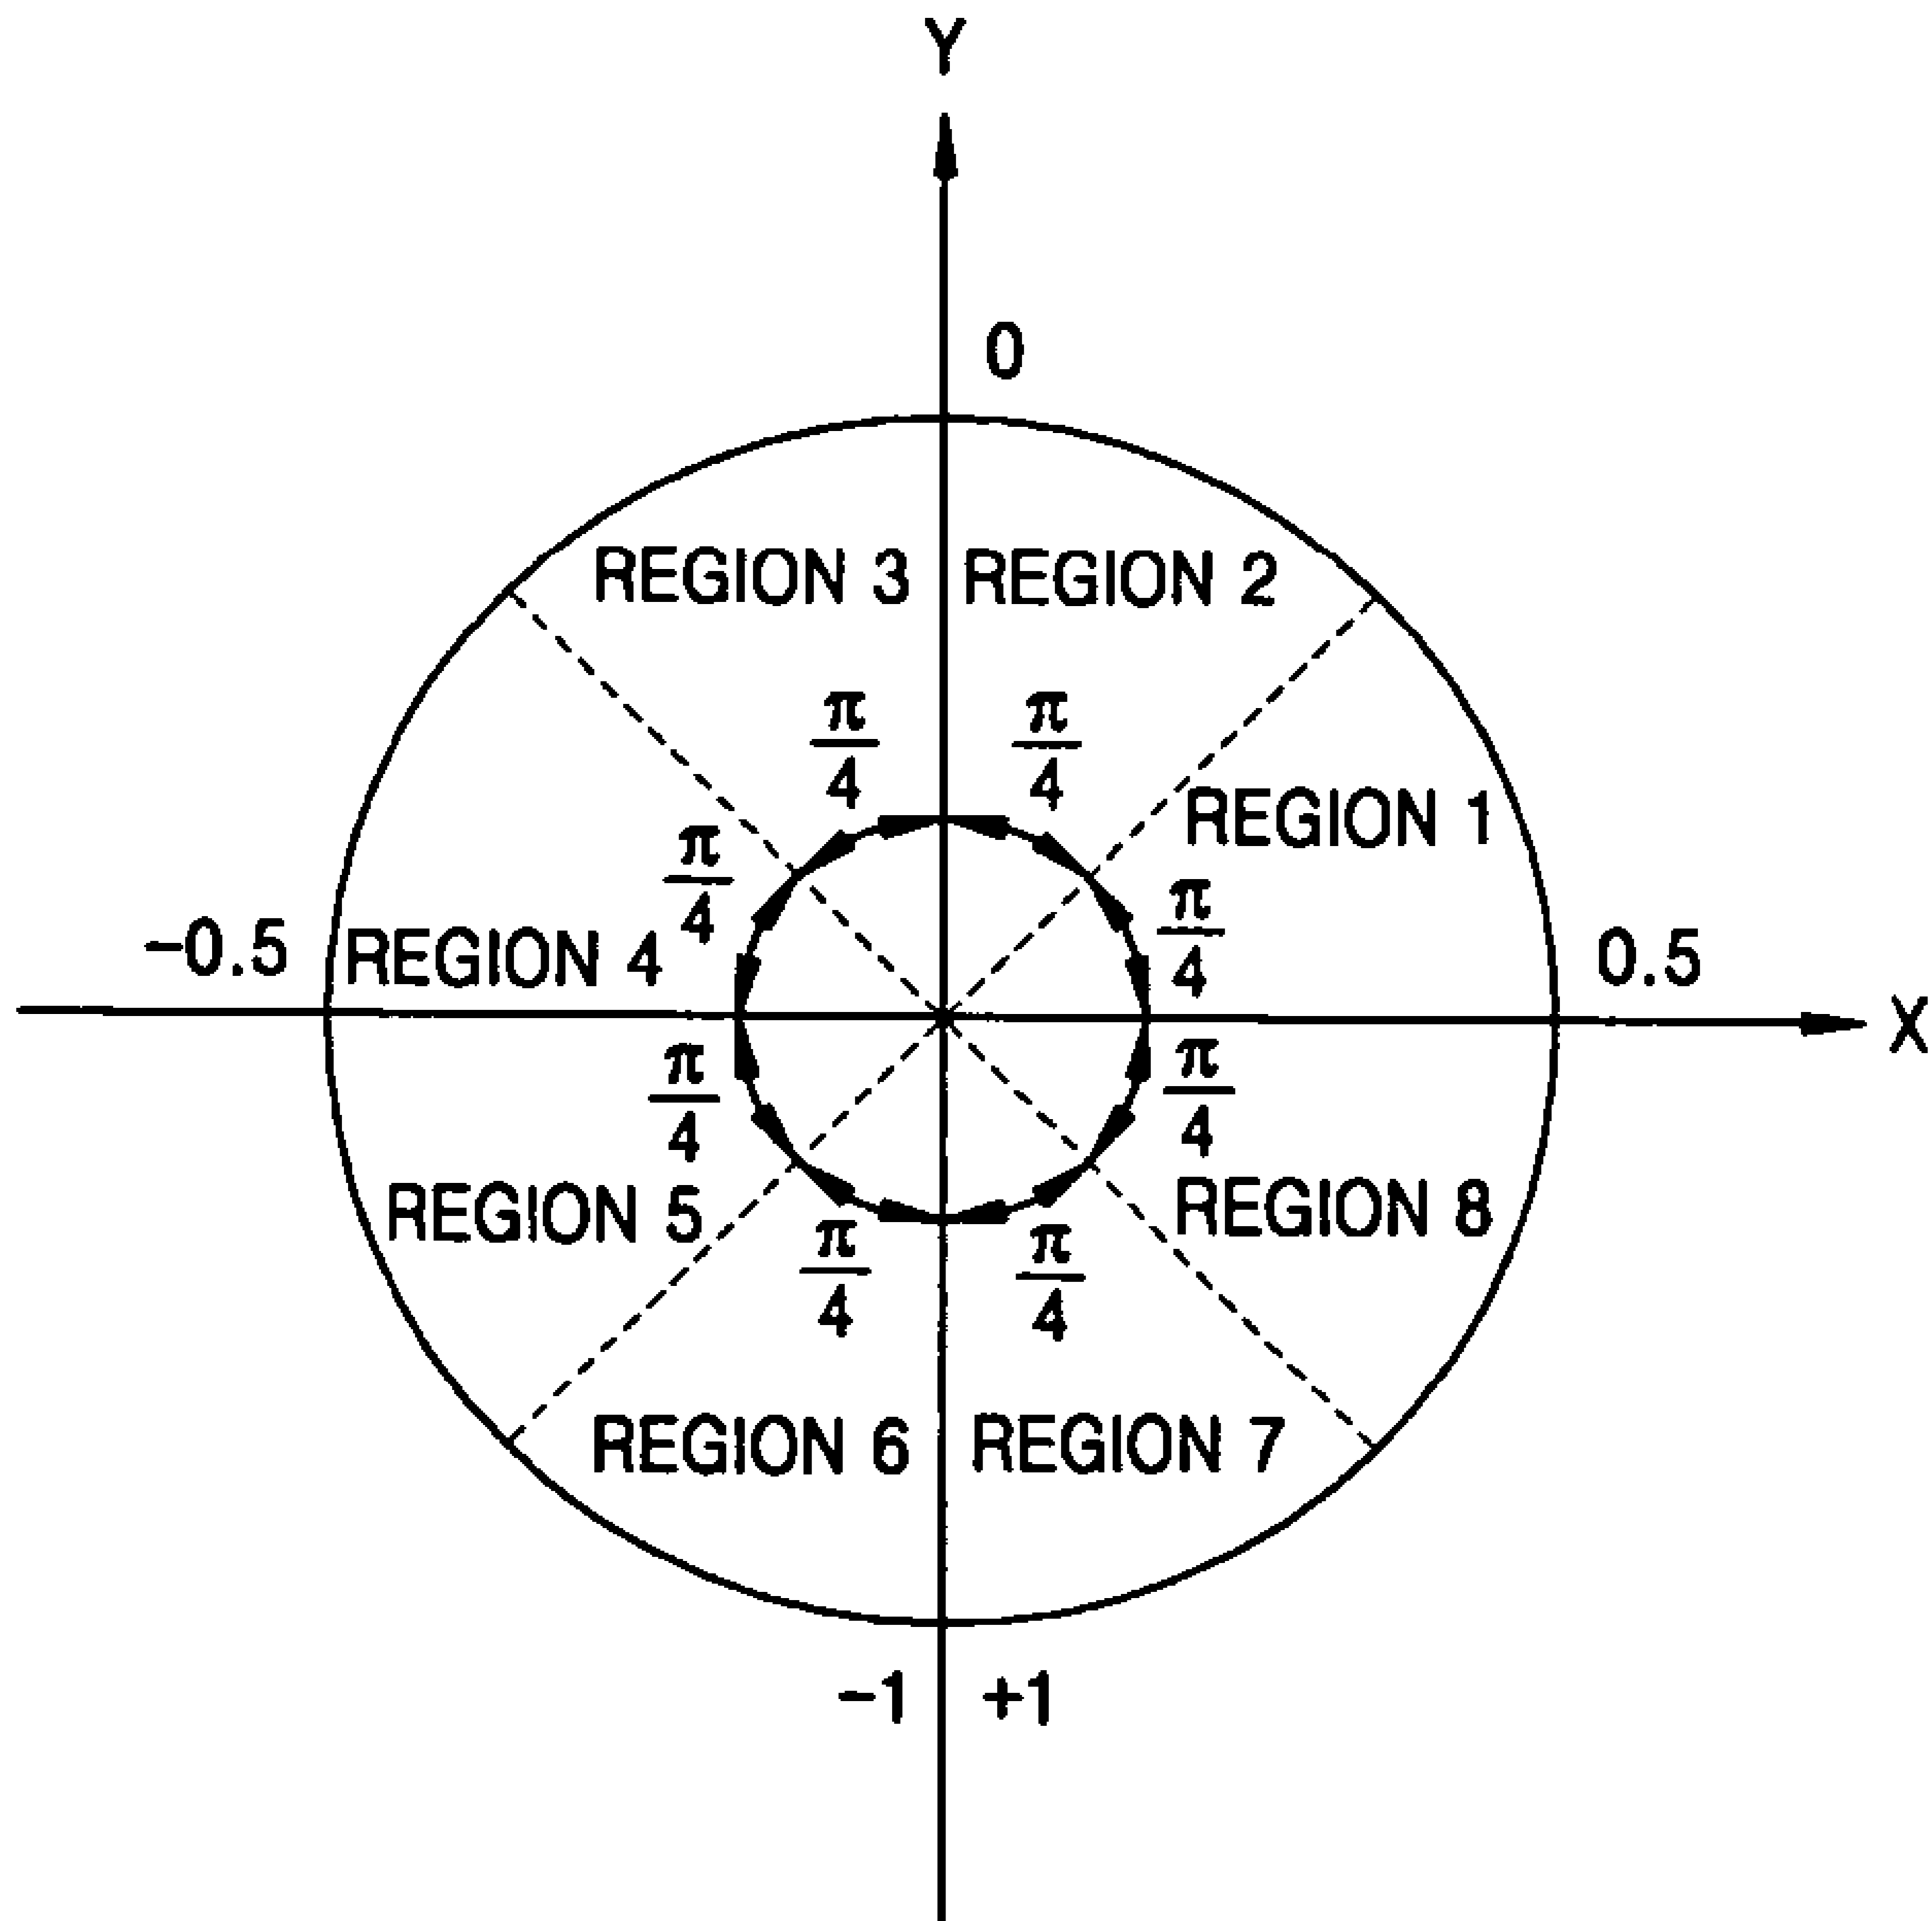 Y
0
REGION 3 REGION 2
π/4 π/4
REGION 1
π/4
π/4
-0.5 REGION 4 0.5
X
π/4 π/4
REGION 5 REGION 8
π/4 π/4
REGION 6 REGION 7
-1 +1